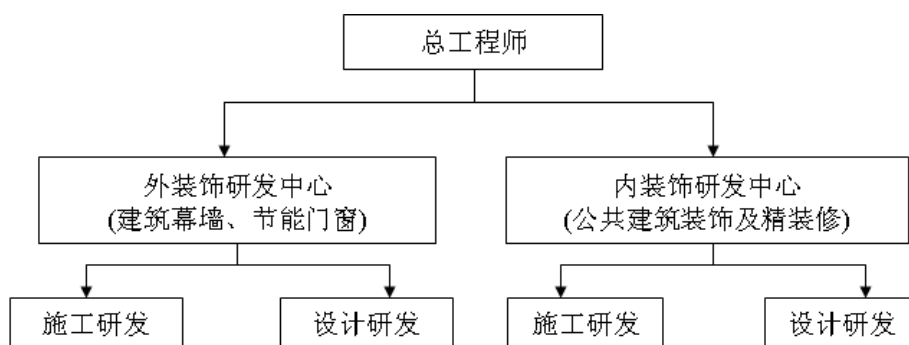 总工程师
外装饰研发中心
(建筑幕墙、节能门窗)
内装饰研发中心
(公共建筑装饰及精装修)
施工研发
设计研发
施工研发
设计研发